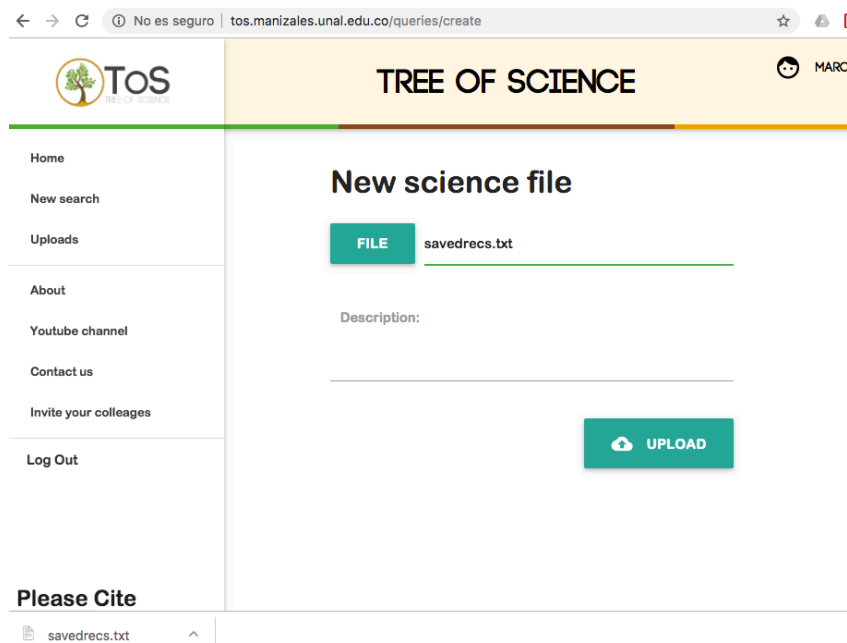 No es seguro | tos.manizales.unal.edu.co/queries/create
ToS
TREE OF SCIENCE
TREE OF SCIENCE
MARC
Home
New search
Uploads
About
Youtube channel
Contact us
Invite your colleages
Log Out
Please Cite
New science file
FILE savedrecs.txt
Description:
UPLOAD
savedrecs.txt